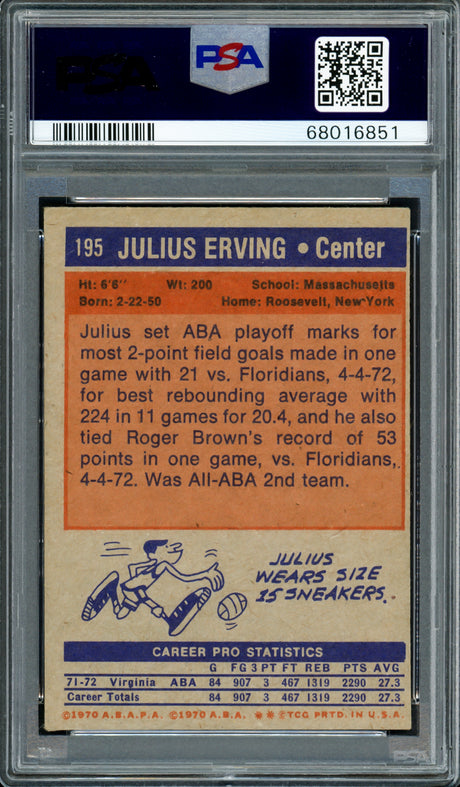 PSA
PSA
68016851
195 JULIUS ERVING • Center
Ht: 6'6" Wt: 200 School: Massachusetts
Born: 2-22-50 Home: Roosevelt, New York
Julius set ABA playoff marks for
most 2-point field goals made in one
game with 21 vs. Floridians, 4-4-72,
for best rebounding average with
224 in 11 games for 20.4, and he also
tied Roger Brown's record of 53
points in one game, vs. Floridians,
4-4-72. Was All-ABA 2nd team.
JULIUS
WEARS SIZE
15 SNEAKERS.
CAREER PRO STATISTICS
G FG 3PT FT REB PTS AVG
71-72 Virginia ABA 84 907 3 467 1319 2290 27.3
Career Totals 84 907 3 467 1319 2290 27.3
©1970 A.B.A.P.A. ©1970 A.B.A. ** ©TCG PRTD. IN U.S.A.
PSA